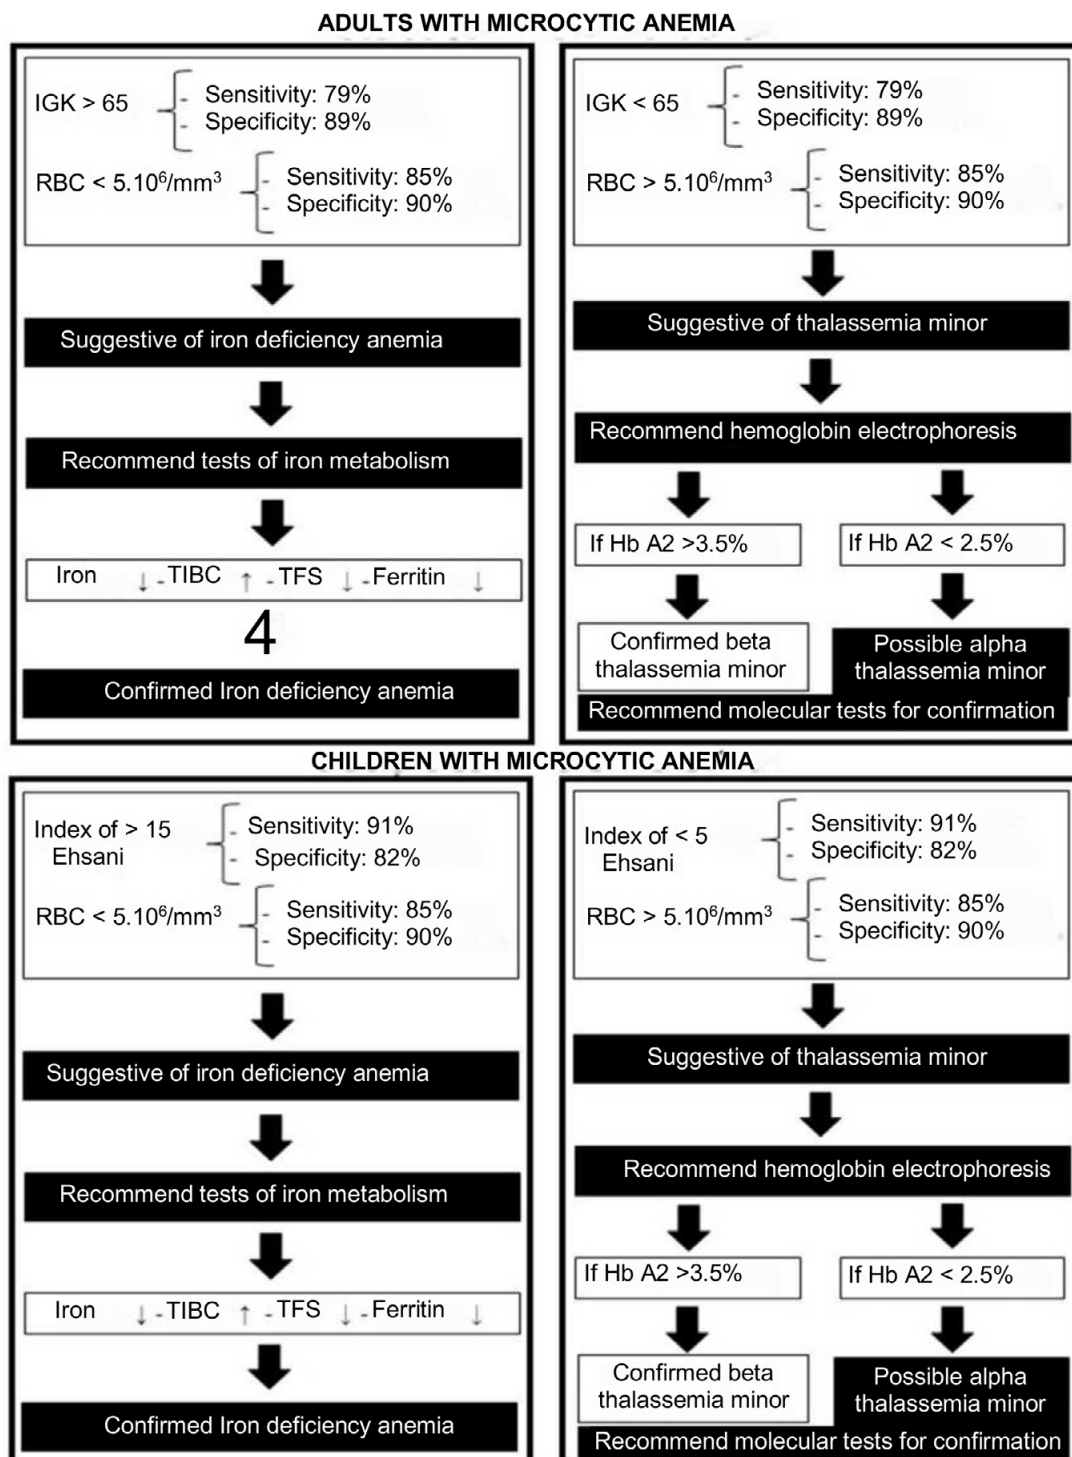 ADULTS WITH MICROCYTIC ANEMIA
IGK > 65
- Sensitivity: 79%
- Specificity: 89%
RBC < 5.10⁶/mm³
- Sensitivity: 85%
- Specificity: 90%
Suggestive of iron deficiency anemia
Recommend tests of iron metabolism
Iron ↓ - TIBC ↑ - TFS ↓ - Ferritin ↓
4
Confirmed Iron deficiency anemia
IGK < 65
- Sensitivity: 79%
- Specificity: 89%
RBC > 5.10⁶/mm³
- Sensitivity: 85%
- Specificity: 90%
Suggestive of thalassemia minor
Recommend hemoglobin electrophoresis
If Hb A2 >3.5%
If Hb A2 < 2.5%
Confirmed beta
thalassemia minor
Possible alpha
thalassemia minor
Recommend molecular tests for confirmation
CHILDREN WITH MICROCYTIC ANEMIA
Index of > 15
Ehsani
- Sensitivity: 91%
- Specificity: 82%
RBC < 5.10⁶/mm³
- Sensitivity: 85%
- Specificity: 90%
Suggestive of iron deficiency anemia
Recommend tests of iron metabolism
Iron ↓ - TIBC ↑ - TFS ↓ - Ferritin ↓
Confirmed Iron deficiency anemia
Index of < 5
Ehsani
- Sensitivity: 91%
- Specificity: 82%
RBC > 5.10⁶/mm³
- Sensitivity: 85%
- Specificity: 90%
Suggestive of thalassemia minor
Recommend hemoglobin electrophoresis
If Hb A2 >3.5%
If Hb A2 < 2.5%
Confirmed beta
thalassemia minor
Possible alpha
thalassemia minor
Recommend molecular tests for confirmation